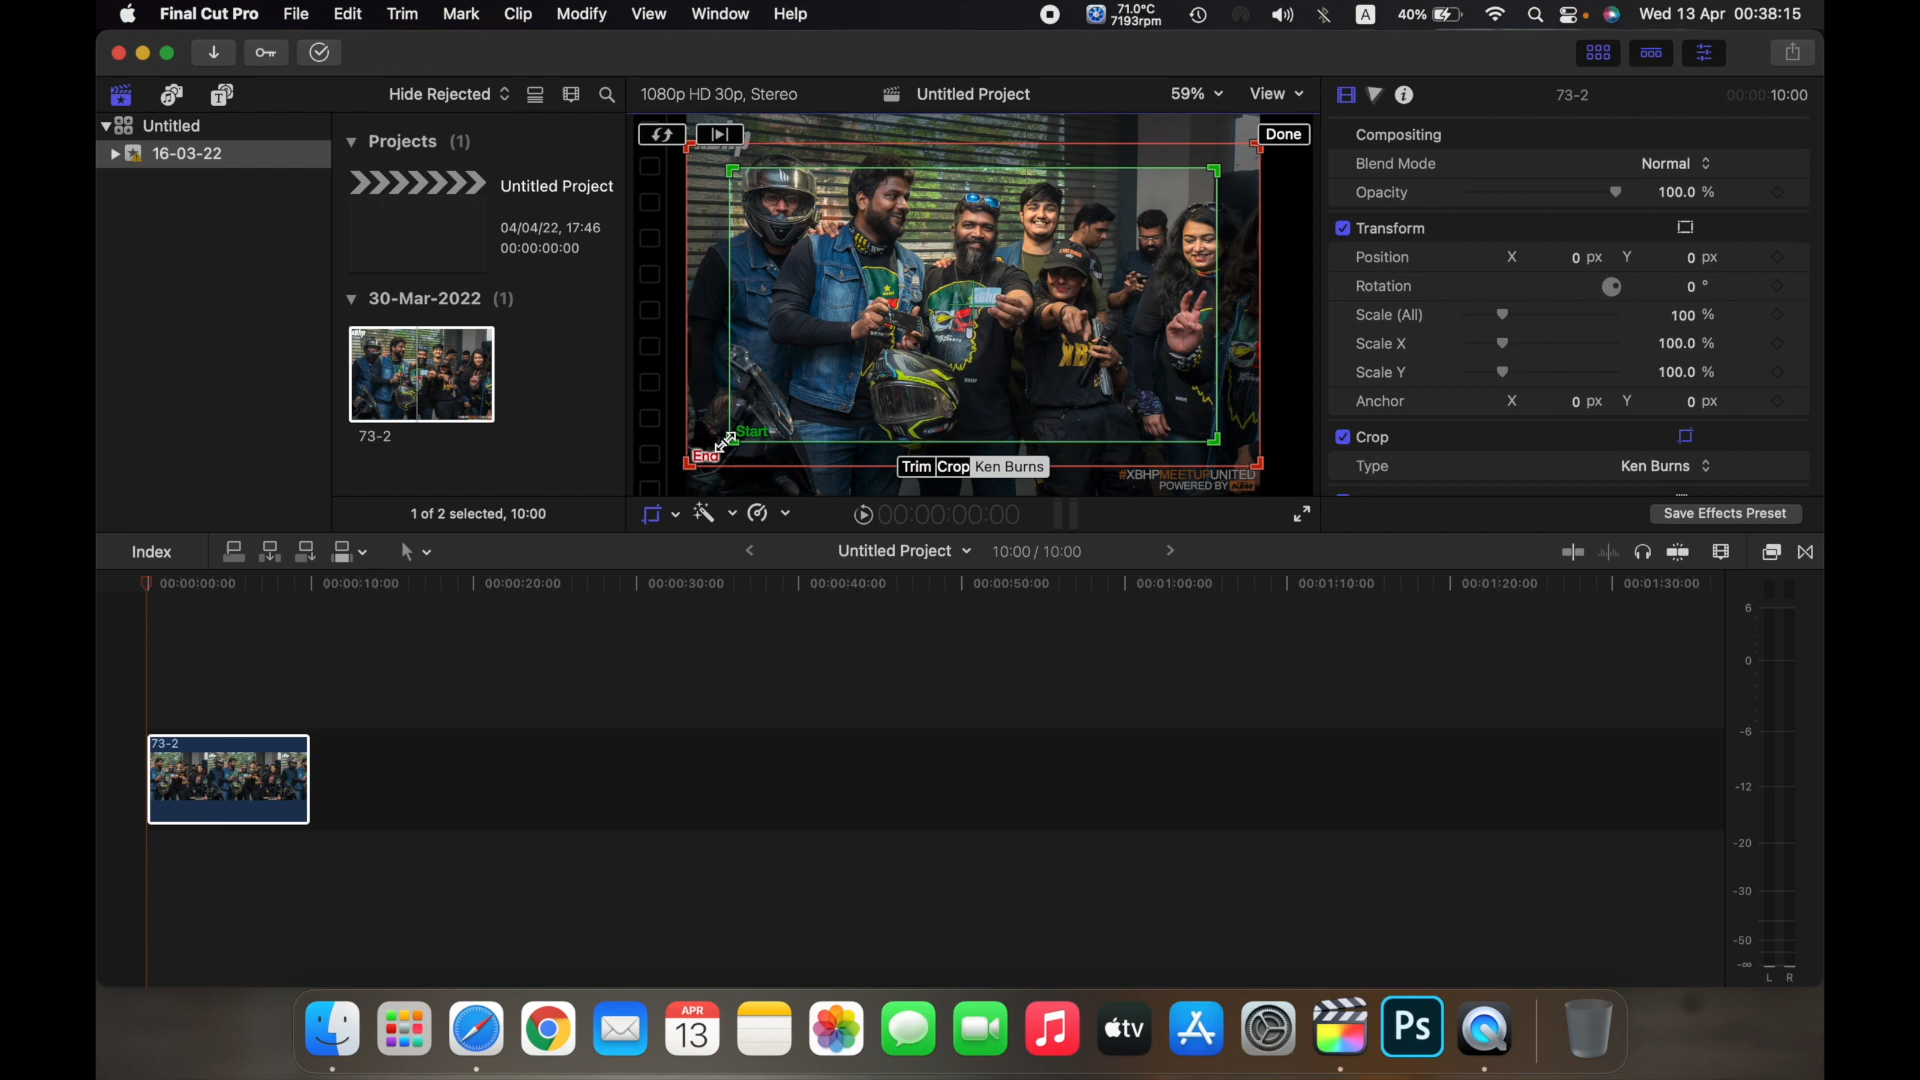 Final Cut Pro File Edit Trim Mark Clip Modify View Window Help
71.0°C
7193rpm
A
40%
Wed 13 Apr 00:38:15
Hide Rejected
1080p HD 30p, Stereo
Untitled Project
59%
View
73-2
00:00:10:00
Untitled
16-03-22
Projects (1)
Untitled Project
04/04/22, 17:46
00:00:00:00
30-Mar-2022 (1)
73-2
1 of 2 selected, 10:00
Done
Start
End
Trim Crop Ken Burns
#XBHPMEETUPUNITED
POWERED BY
00:00:00:00
Compositing
Blend Mode Normal
Opacity 100.0 %
Transform
Position X 0 px Y 0 px
Rotation 0 °
Scale (All) 100 %
Scale X 100.0 %
Scale Y 100.0 %
Anchor X 0 px Y 0 px
Crop
Type Ken Burns
Save Effects Preset
Index
Untitled Project
10:00 / 10:00
00:00:00:00 00:00:10:00 00:00:20:00 00:00:30:00 00:00:40:00 00:00:50:00 00:01:00:00 00:01:10:00 00:01:20:00 00:01:30:00
73-2
6
0
-6
-12
-20
-30
-50
-∞
L R
APR
13
tv
Ps